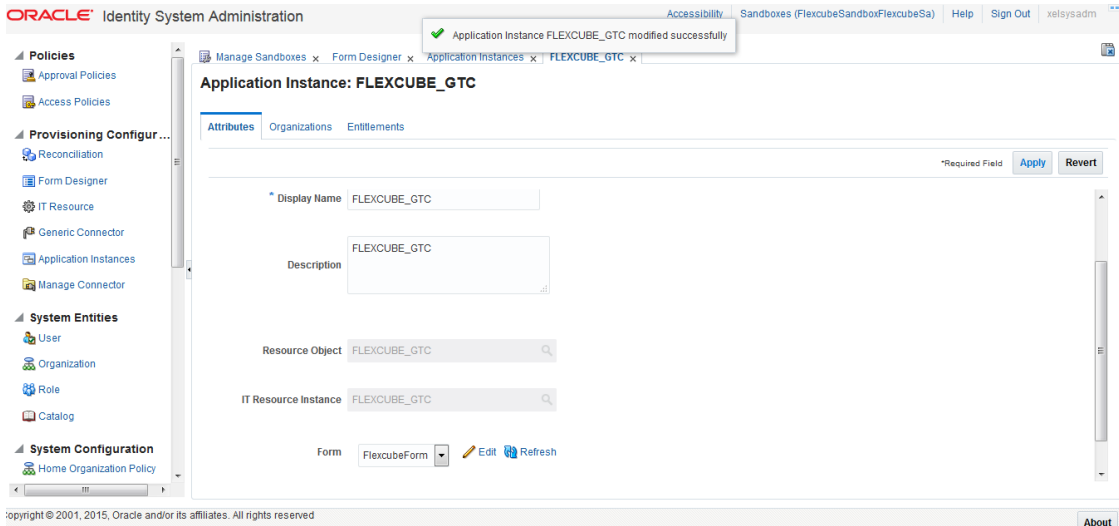 ORACLE Identity System Administration
Accessibility Sandboxes (FlexcubeSandboxFlexcubeSa) Help Sign Out xelsysadm
Application Instance FLEXCUBE_GTC modified successfully
Policies
Approval Policies
Access Policies
Provisioning Configur...
Reconciliation
Form Designer
IT Resource
Generic Connector
Application Instances
Manage Connector
System Entities
User
Organization
Role
Catalog
System Configuration
Home Organization Policy
Manage Sandboxes x Form Designer x Application Instances x FLEXCUBE_GTC x
Application Instance: FLEXCUBE_GTC
Attributes Organizations Entitlements
*Required Field Apply Revert
* Display Name FLEXCUBE_GTC
Description FLEXCUBE_GTC
Resource Object FLEXCUBE_GTC
IT Resource Instance FLEXCUBE_GTC
Form FlexcubeForm Edit Refresh
opyright © 2001, 2015, Oracle and/or its affiliates. All rights reserved
About